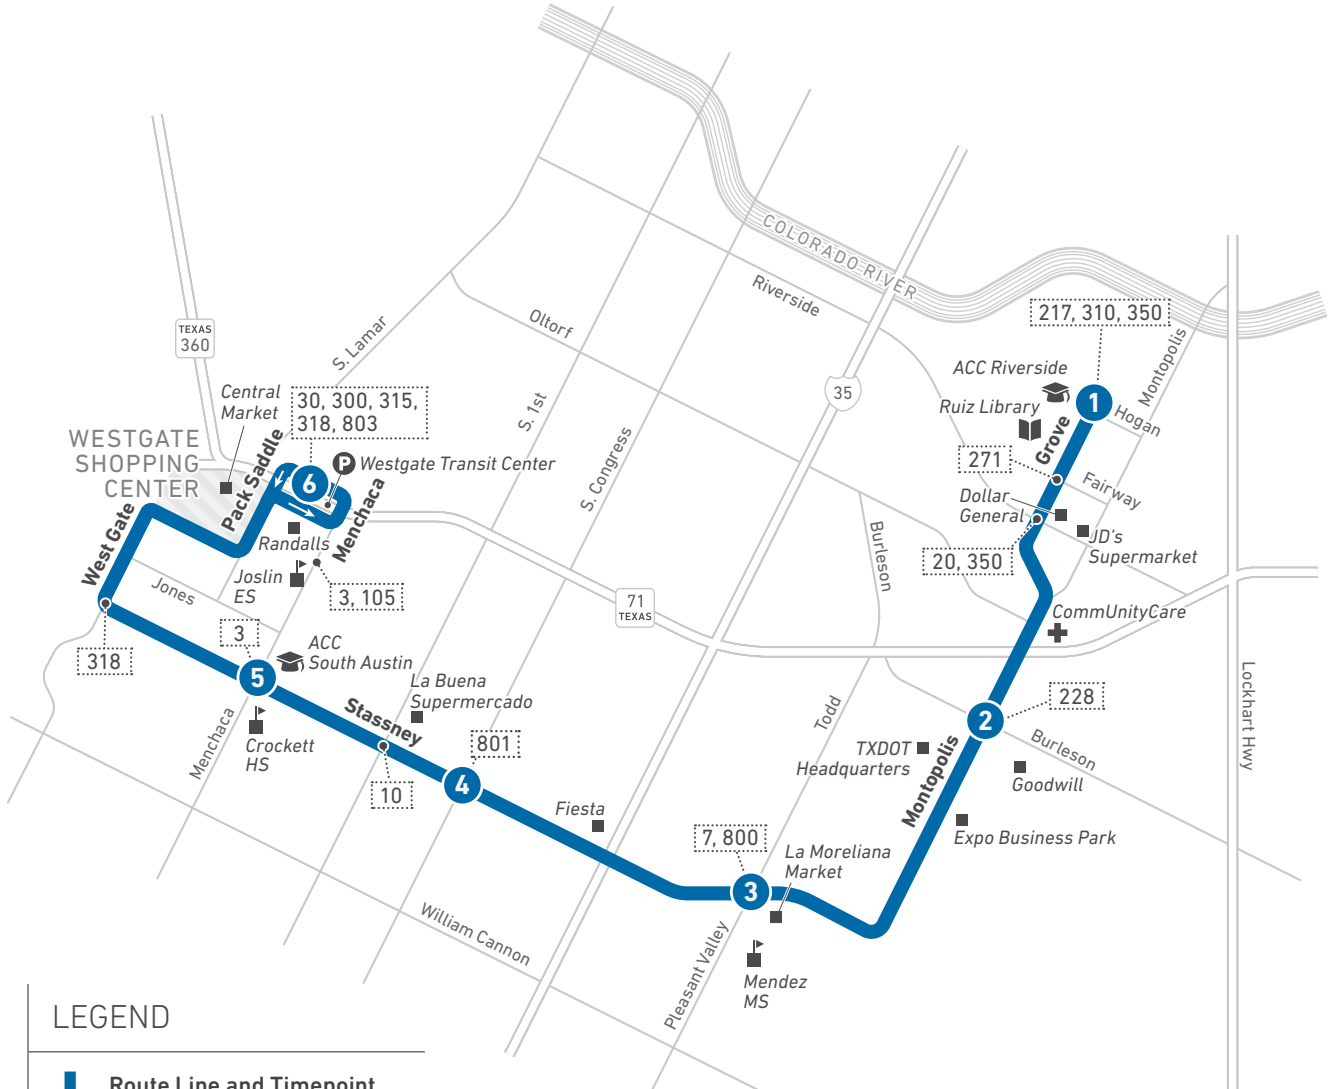 COLORADO RIVER
Riverside
217, 310, 350
TEXAS
360
S. Lamar
Oltorf
35
ACC Riverside
Montopolis
1
Hogan
Ruiz Library
Grove
Central
Market
30, 300, 315,
318, 803
S. 1st
S. Congress
WESTGATE
SHOPPING
CENTER
Pack Saddle
6
P
Westgate Transit Center
271
Fairway
Dollar
General
JD's
Supermarket
Menchaca
Randalls
West Gate
Burleson
20, 350
Joslin
ES
Jones
3, 105
71
TEXAS
CommUnityCare
3
318
ACC
South Austin
5
La Buena
Supermercado
Lockhart Hwy
228
2
Todd
Stassney
Menchaca
Crockett
HS
801
TXDOT
Headquarters
Burleson
Goodwill
Montopolis
10
4
Fiesta
7, 800
Expo Business Park
La Moreliana
Market
3
William Cannon
Pleasant Valley
Mendez
MS
LEGEND
Route Line and Timepoint